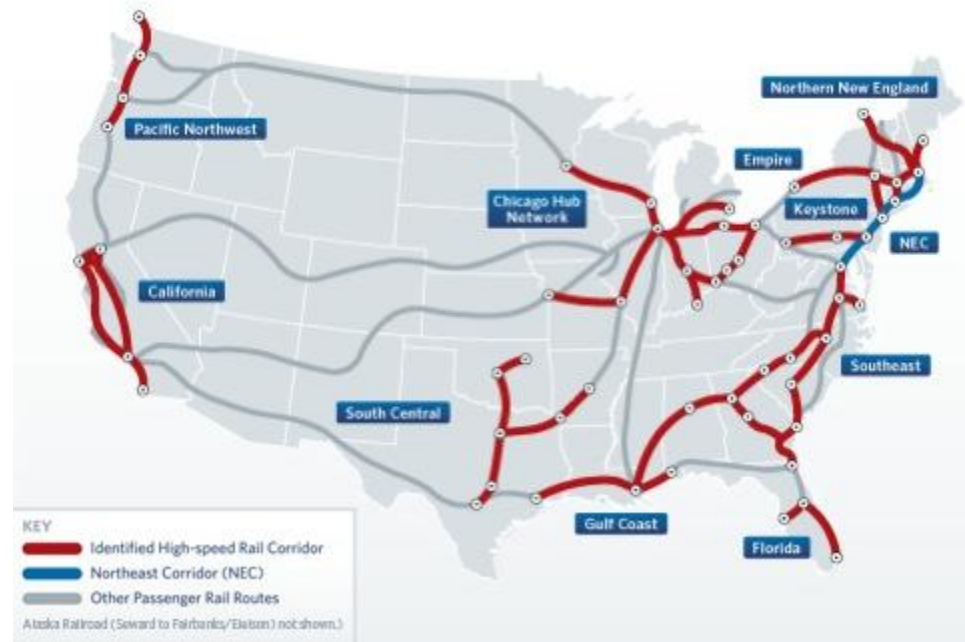 Northern New England
Pacific Northwest
Empire
Chicago Hub
Network
Keystone
NEC
California
Southeast
South Central
Gulf Coast
Florida
KEY
Identified High-speed Rail Corridor
Northeast Corridor (NEC)
Other Passenger Rail Routes
Alaska Railroad (Seward to Fairbanks/Eielson) not shown.)